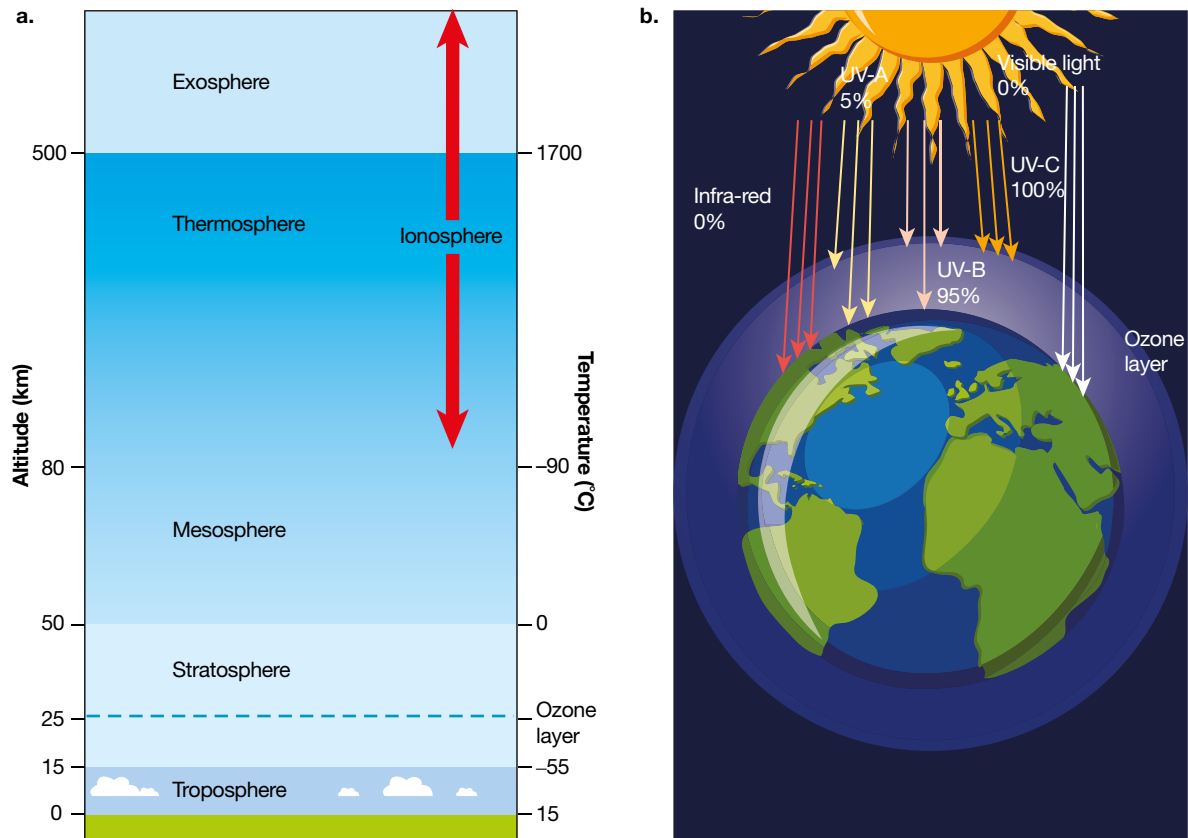 a.
Exosphere
500
1700
Thermosphere
Ionosphere
Altitude (km)
Temperature (°C)
80
–90
Mesosphere
50
0
Stratosphere
25
Ozone
layer
15
–55
Troposphere
0
15
b.
UV-A
5%
Visible light
0%
UV-C
100%
Infra-red
0%
UV-B
95%
Ozone
layer